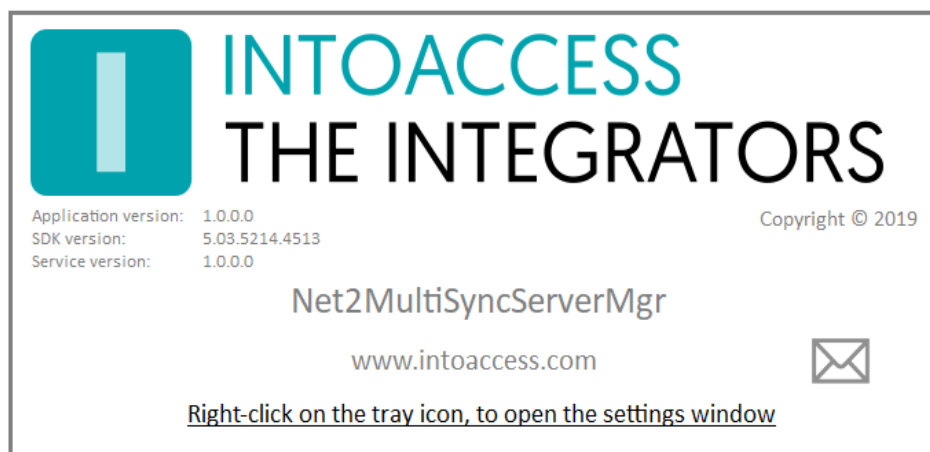 INTOACCESS
THE INTEGRATORS
Application version: 1.0.0.0
Copyright © 2019
SDK version: 5.03.5214.4513
Service version: 1.0.0.0
Net2MultiSyncServerMgr
www.intoaccess.com
Right-click on the tray icon, to open the settings window